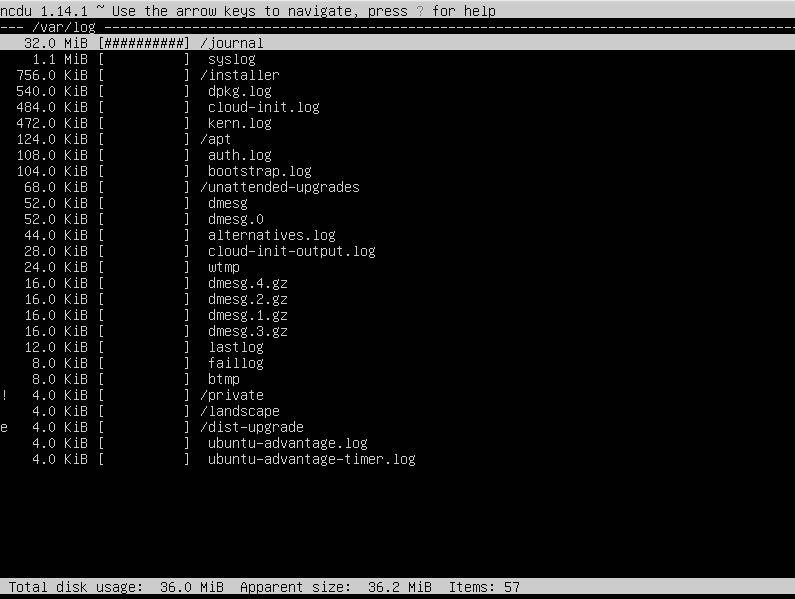 ncdu 1.14.1 ~ Use the arrow keys to navigate, press ? for help
--- /var/log ---------------------------------------------------------------------------------------
   32.0 MiB [##########] /journal
    1.1 MiB [          ]  syslog
  756.0 KiB [          ] /installer
  540.0 KiB [          ]  dpkg.log
  484.0 KiB [          ]  cloud-init.log
  472.0 KiB [          ]  kern.log
  124.0 KiB [          ] /apt
  108.0 KiB [          ]  auth.log
  104.0 KiB [          ]  bootstrap.log
   68.0 KiB [          ] /unattended-upgrades
   52.0 KiB [          ]  dmesg
   52.0 KiB [          ]  dmesg.0
   44.0 KiB [          ]  alternatives.log
   28.0 KiB [          ]  cloud-init-output.log
   24.0 KiB [          ]  wtmp
   16.0 KiB [          ]  dmesg.4.gz
   16.0 KiB [          ]  dmesg.2.gz
   16.0 KiB [          ]  dmesg.1.gz
   16.0 KiB [          ]  dmesg.3.gz
   12.0 KiB [          ]  lastlog
    8.0 KiB [          ]  faillog
    8.0 KiB [          ]  btmp
!   4.0 KiB [          ] /private
    4.0 KiB [          ] /landscape
e   4.0 KiB [          ] /dist-upgrade
    4.0 KiB [          ]  ubuntu-advantage.log
    4.0 KiB [          ]  ubuntu-advantage-timer.log
 Total disk usage:  36.0 MiB  Apparent size:  36.2 MiB  Items: 57